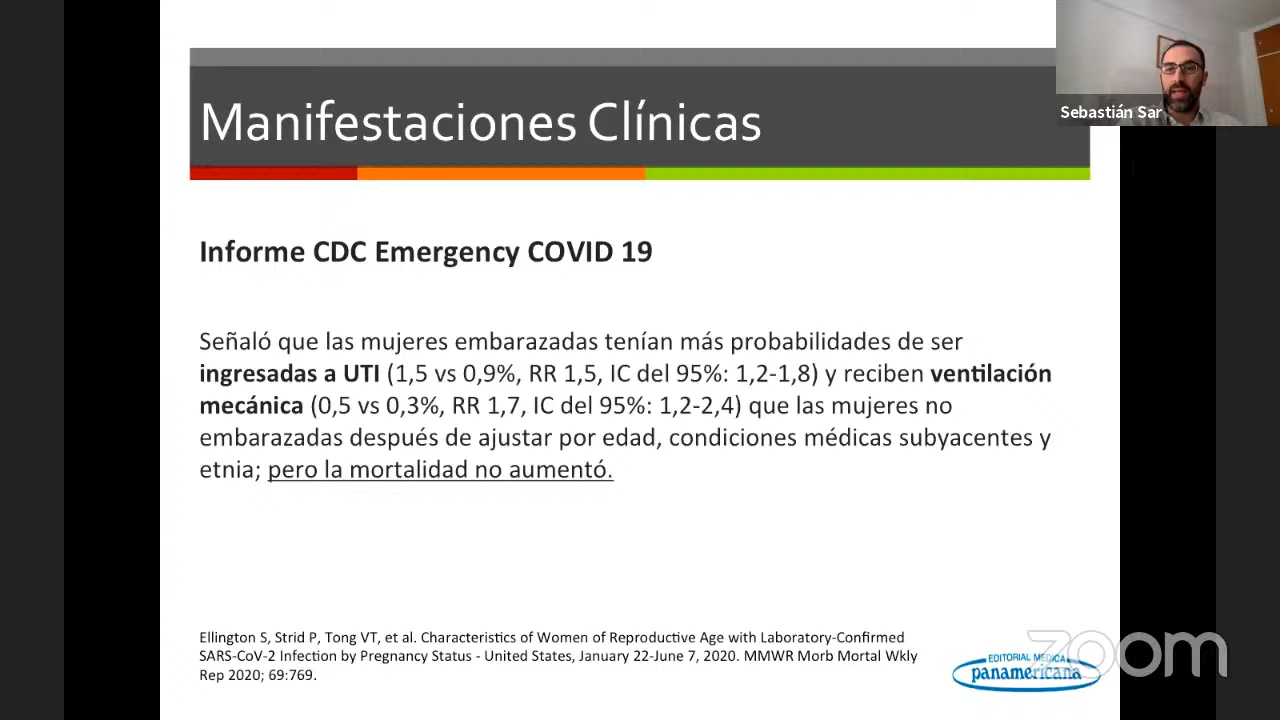 Manifestaciones Clínicas
Sebastián Sar
Informe CDC Emergency COVID 19
Señaló que las mujeres embarazadas tenían más probabilidades de ser
ingresadas a UTI (1,5 vs 0,9%, RR 1,5, IC del 95%: 1,2-1,8) y reciben ventilación
mecánica (0,5 vs 0,3%, RR 1,7, IC del 95%: 1,2-2,4) que las mujeres no
embarazadas después de ajustar por edad, condiciones médicas subyacentes y
etnia; pero la mortalidad no aumentó.
Ellington S, Strid P, Tong VT, et al. Characteristics of Women of Reproductive Age with Laboratory-Confirmed
SARS-CoV-2 Infection by Pregnancy Status - United States, January 22-June 7, 2020. MMWR Morb Mortal Wkly
Rep 2020; 69:769.
EDITORIAL MEDICA
panamericana
zoom